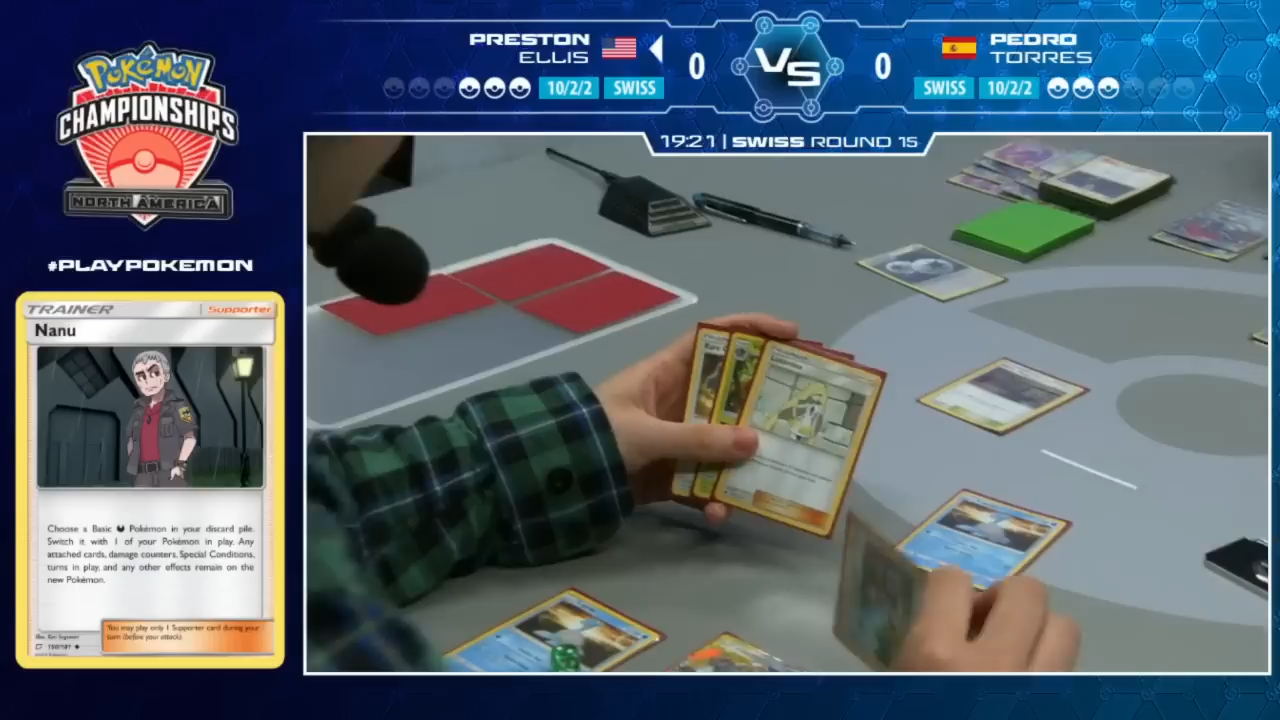 PRESTON
ELLIS
0
VS
0
PEDRO
TORRES
10/2/2
SWISS
SWISS
10/2/2
19:21 | SWISS ROUND 15
POKÉMON
CHAMPIONSHIPS
NORTH AMERICA
#PLAYPOKEMON
TRAINER
Supporter
Nanu
Choose a Basic Pokémon in your discard pile.
Switch it with 1 of your Pokémon in play. Any
attached cards, damage counters, Special Conditions,
turns in play, and any other effects remain on the
new Pokémon.
You may play only 1 Supporter card during your
turn (before your attack).